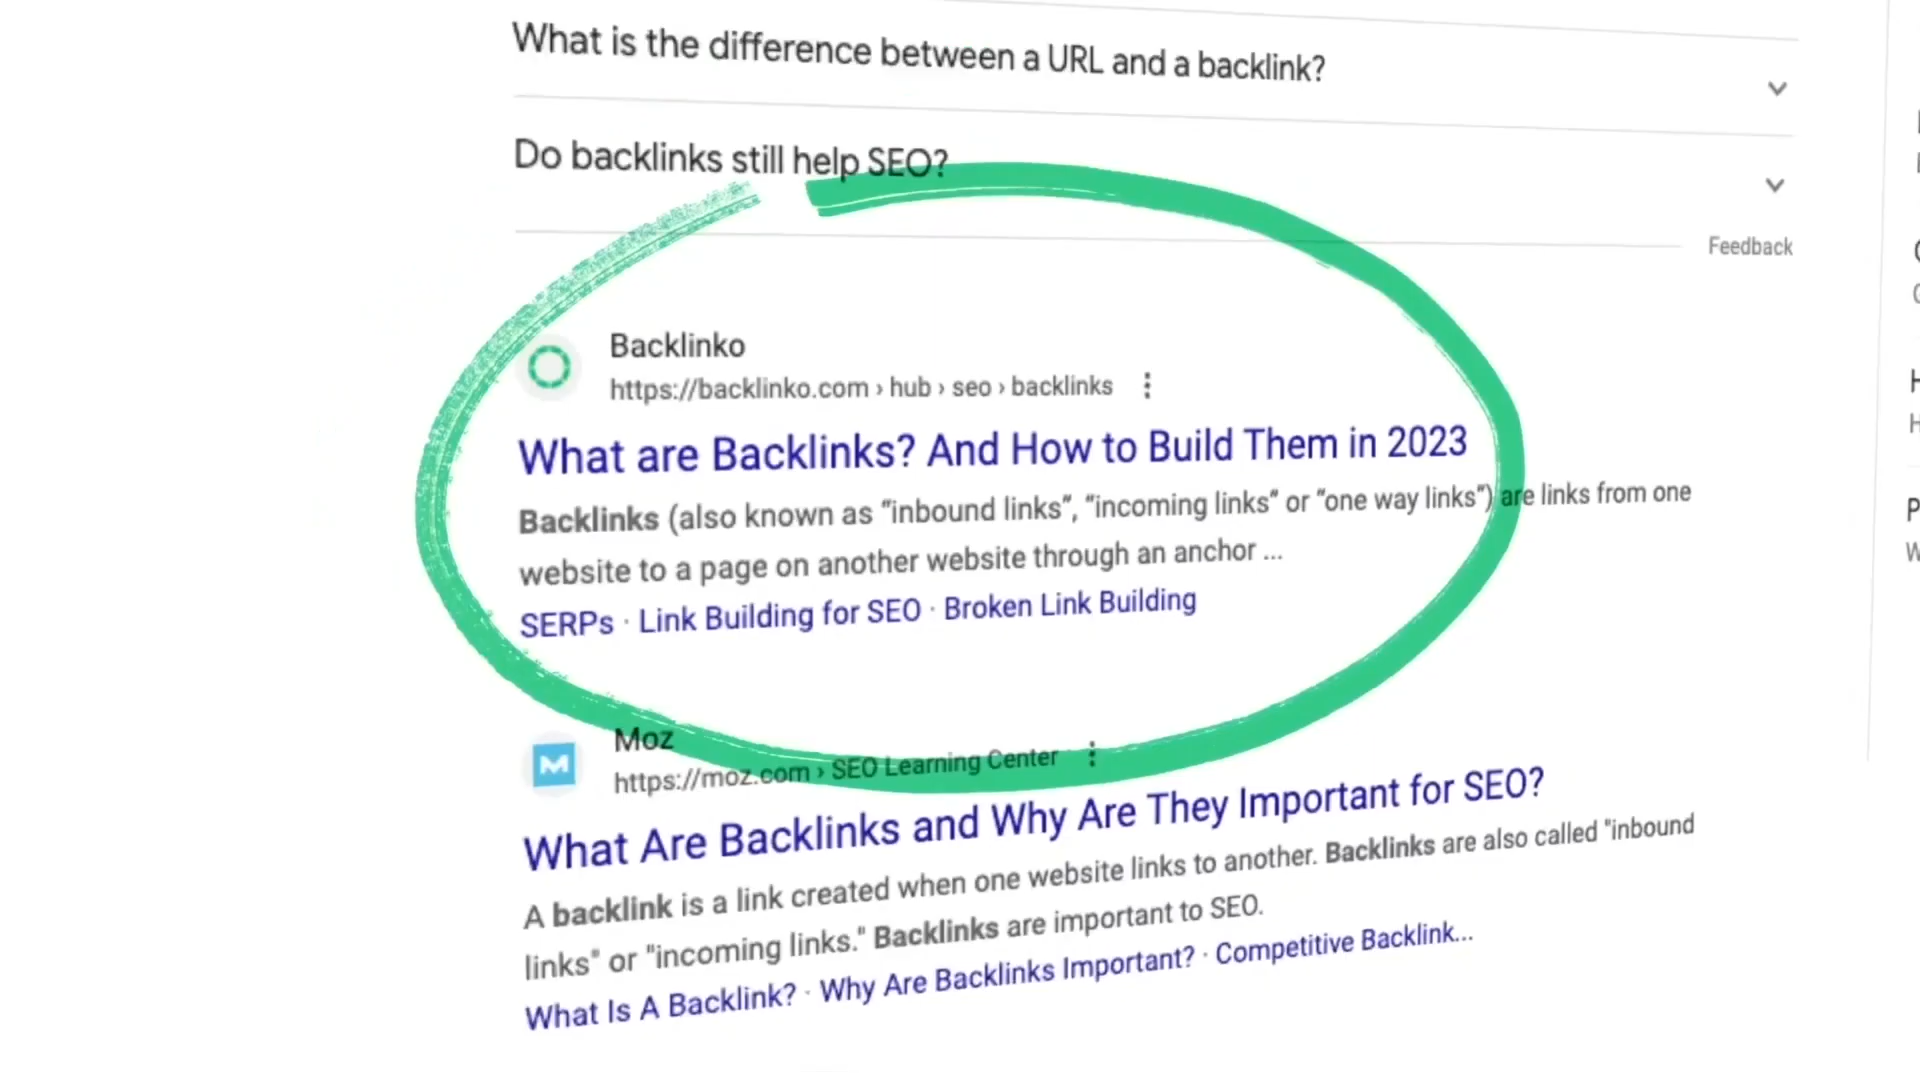 What is the difference between a URL and a backlink?
Do backlinks still help SEO?
Feedback
Backlinko
https://backlinko.com › hub › seo › backlinks
What are Backlinks? And How to Build Them in 2023
Backlinks (also known as “inbound links”, “incoming links” or “one way links”) are links from one
website to a page on another website through an anchor ...
SERPs · Link Building for SEO · Broken Link Building
Moz
https://moz.com › SEO Learning Center
What Are Backlinks and Why Are They Important for SEO?
A backlink is a link created when one website links to another. Backlinks are also called "inbound
links" or "incoming links." Backlinks are important to SEO.
What Is A Backlink? · Why Are Backlinks Important? · Competitive Backlink...